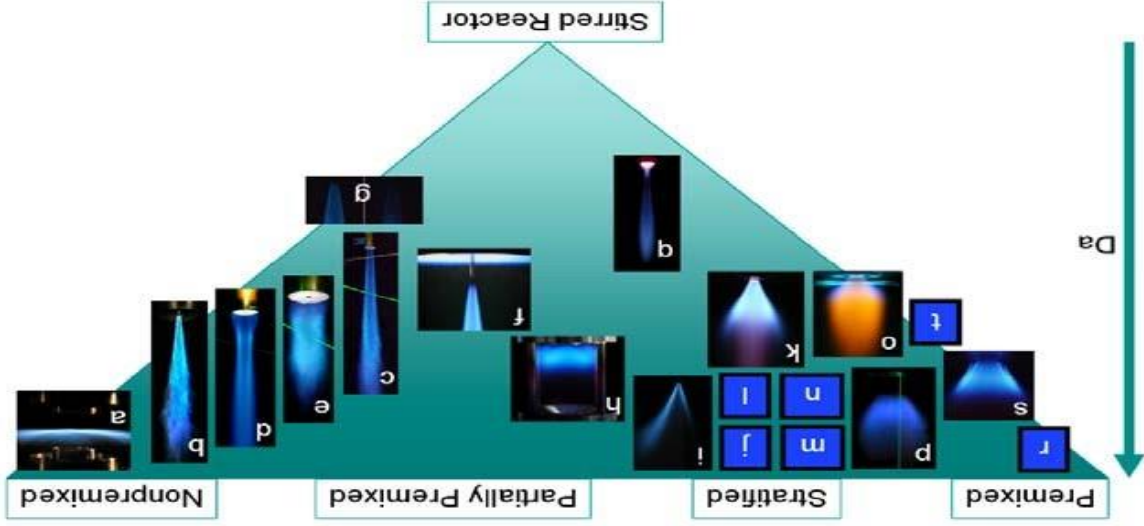 Premixed
Stratified
Partially Premixed
Nonpremixed
r
s
p
m
j
i
n
l
h
t
o
k
f
c
e
d
b
a
q
g
Da
Stirred Reactor